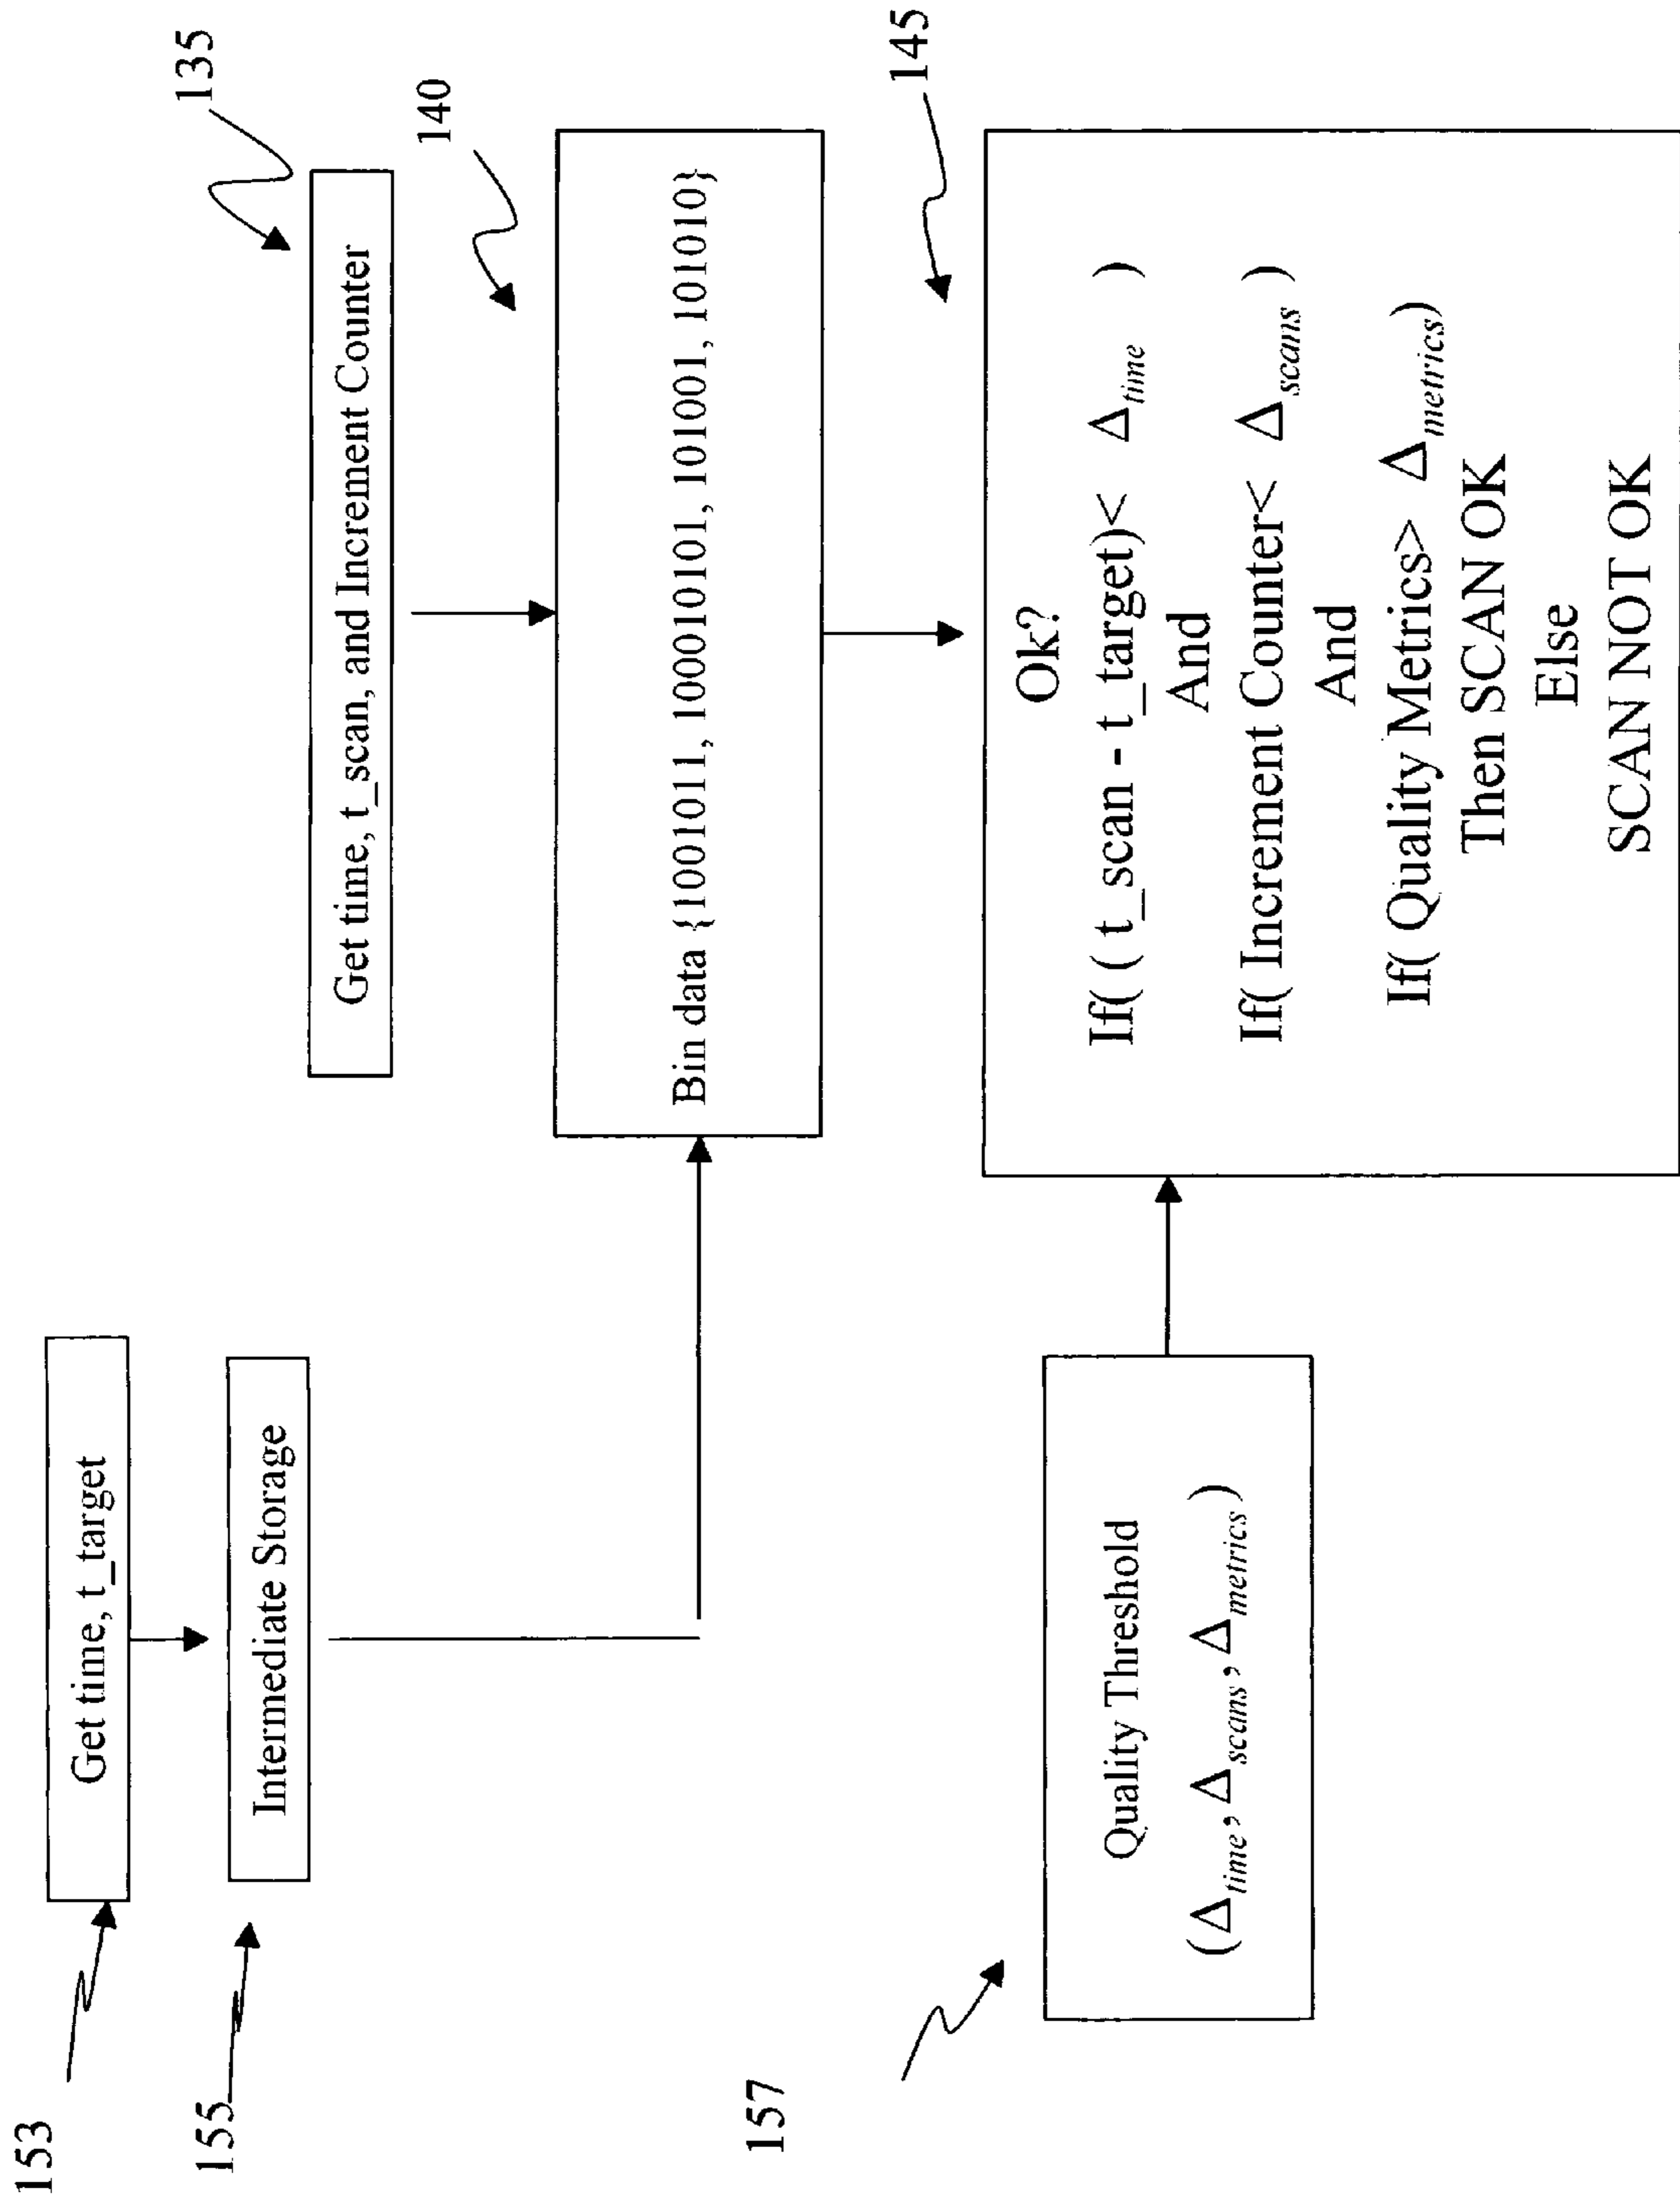 153
Get time, t_target
155
Intermediate Storage
135
Get time, t_scan, and Increment Counter
140
Bin data {1001011, 100010101, 101001, 101010}
157
Quality Threshold
(Δtime, Δscans, Δmetrics)
145
Ok?
If( ( t_scan - t_target)< Δtime )
And
If( Increment Counter< Δscans )
And
If( Quality Metrics> Δmetrics)
Then SCAN OK
Else
SCAN NOT OK